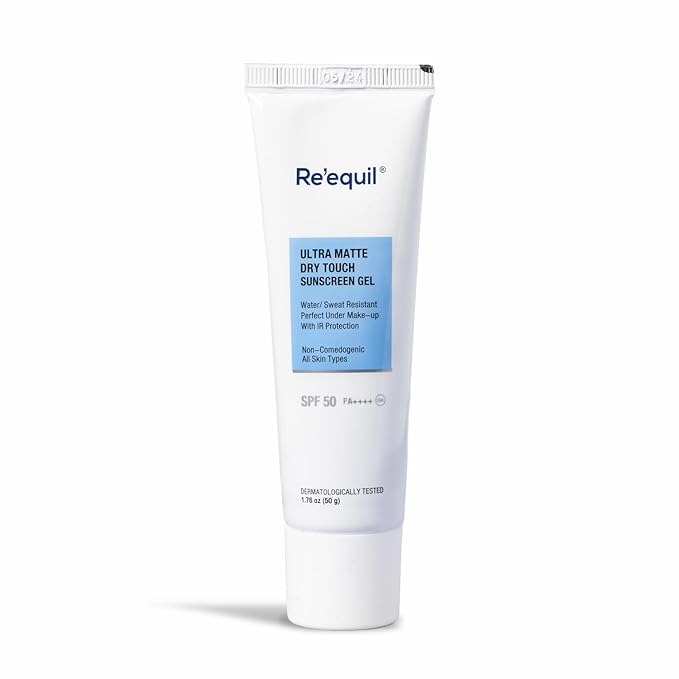 05/24
Re'equil®
ULTRA MATTE
DRY TOUCH
SUNSCREEN GEL
Water/ Sweat Resistant
Perfect Under Make-up
With IR Protection
Non-Comedogenic
All Skin Types
SPF 50 PA++++
DERMATOLOGICALLY TESTED
1.76 oz (50 g)